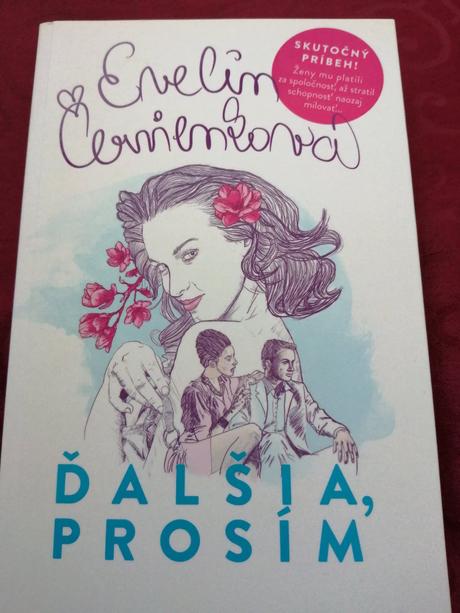 Evelin
Červienková
SKUTOČNÝ
PRÍBEH!
Ženy mu platili
za spoločnosť, až stratil
schopnosť naozaj
milovať...
ĎALŠIA,
PROSÍM